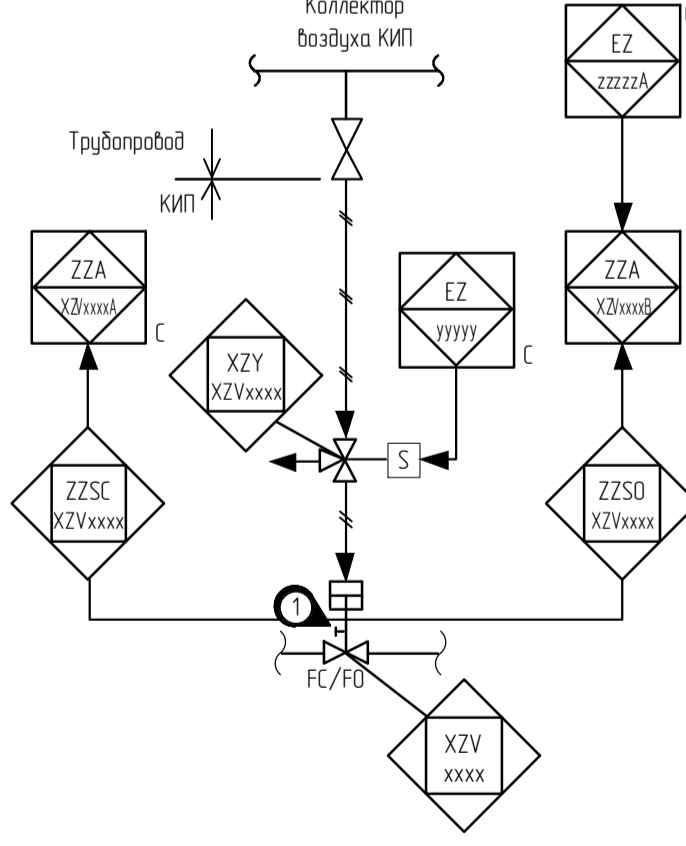 Коллектор
воздуха КИП
EZ
zzzzzA
Трубопровод
КИП
ZZA
XZVxxxxA
C
EZ
yyyyy
C
ZZA
XZVxxxxB
XZY
XZVxxxx
S
ZZSC
XZVxxxx
ZZSO
XZVxxxx
1
FC/FO
XZV
xxxx